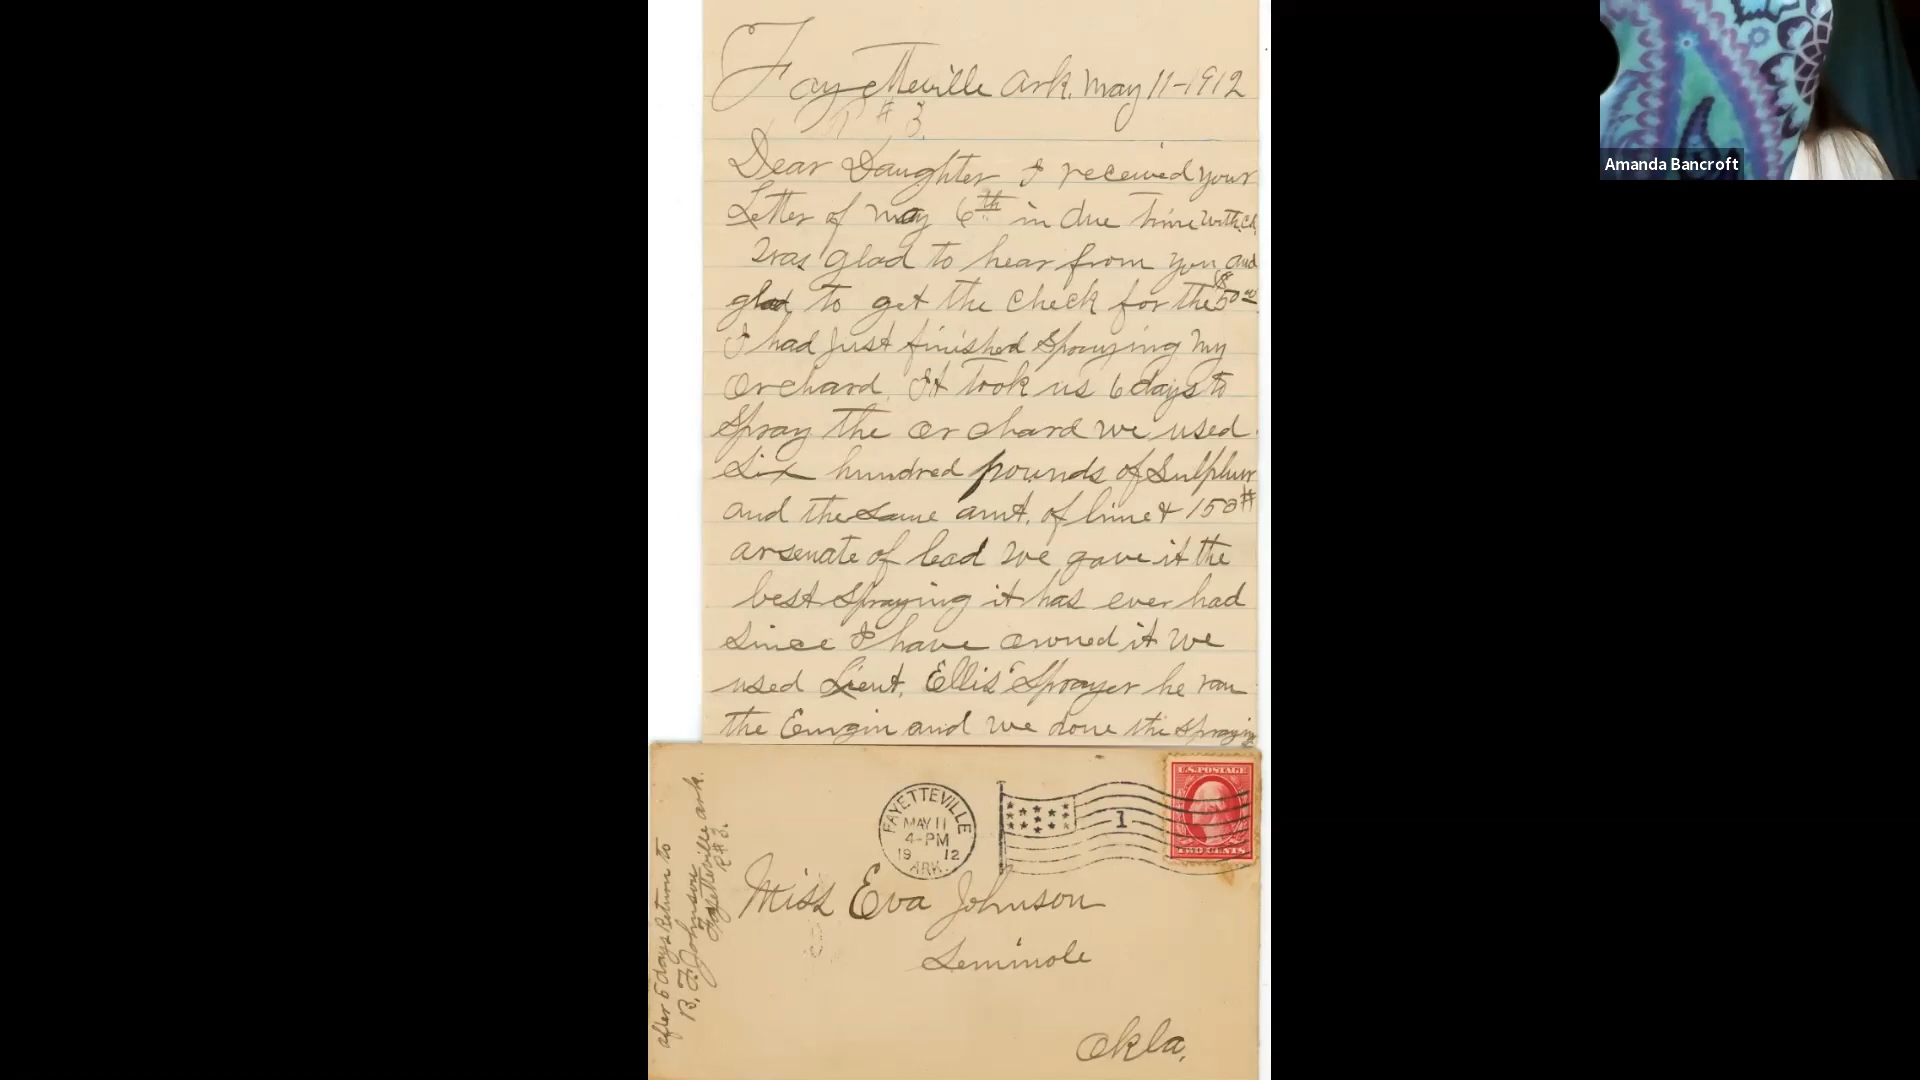 Fayetteville Ark. May 11-1912
R # 3.
Dear Daughter I received your
Letter of may 6th in due Time with ck.
Was glad to hear from you and
glad to get the check for the $50 00
I had Just finished Spraying My
Orchard. It Took us 6 days to
Spray the orchard we used
Six hundred pounds of Sulphur
and the same amt. of lime & 150#
arsenate of lead we gave it the
best Spraying it has ever had
Since I have owned it we
used Lieut. Ellis' Sprayer he ran
the Enngin and we done the spraying
FAYETTEVILLE
MAY 11
4-PM
19 12
ARK.
1
U.S. POSTAGE
TWO CENTS
Miss Eva Johnson
Seminole
Okla.
after 5 days Return to
B. F. Johnson
Fayetteville Ark.
R# 3.
Amanda Bancroft